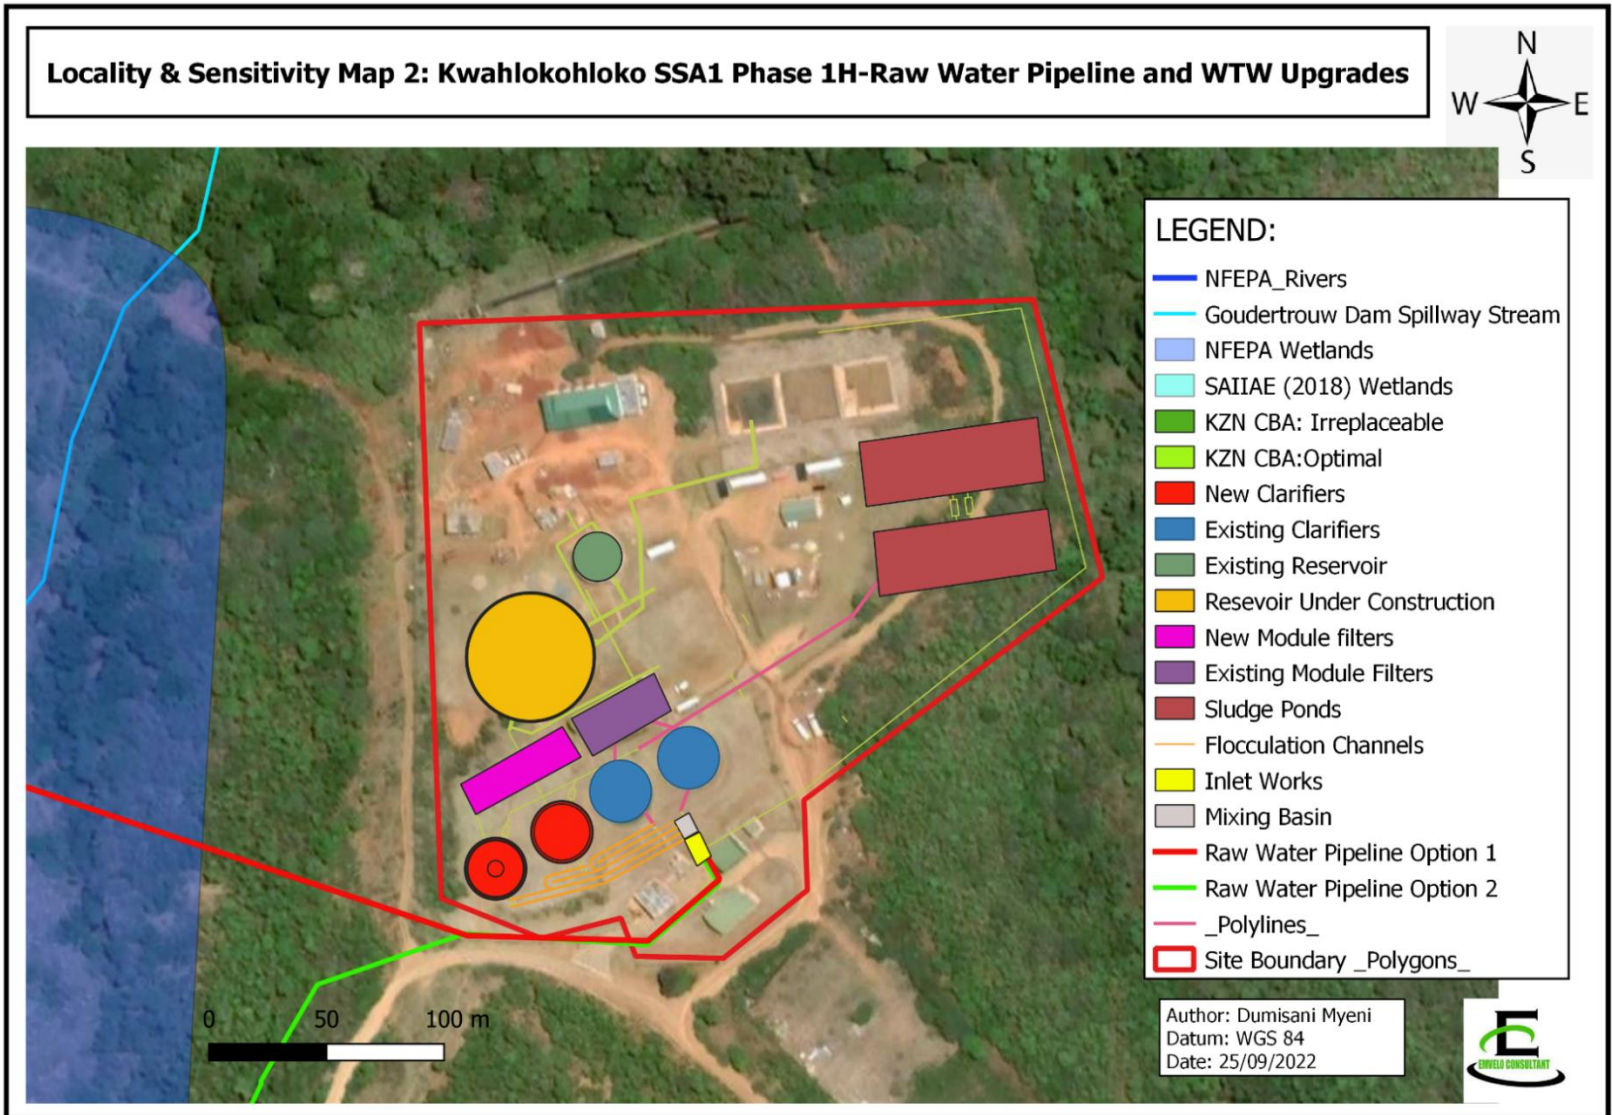 Locality & Sensitivity Map 2: Kwahlokohloko SSA1 Phase 1H-Raw Water Pipeline and WTW Upgrades
N
W E
S
LEGEND:
NFEPA_Rivers
Goudertrouw Dam Spillway Stream
NFEPA Wetlands
SAIIAE (2018) Wetlands
KZN CBA: Irreplaceable
KZN CBA:Optimal
New Clarifiers
Existing Clarifiers
Existing Reservoir
Resevoir Under Construction
New Module filters
Existing Module Filters
Sludge Ponds
Flocculation Channels
Inlet Works
Mixing Basin
Raw Water Pipeline Option 1
Raw Water Pipeline Option 2
_Polylines_
Site Boundary _Polygons_
0 50 100 m
Author: Dumisani Myeni
Datum: WGS 84
Date: 25/09/2022
E
EMVELO CONSULTANT